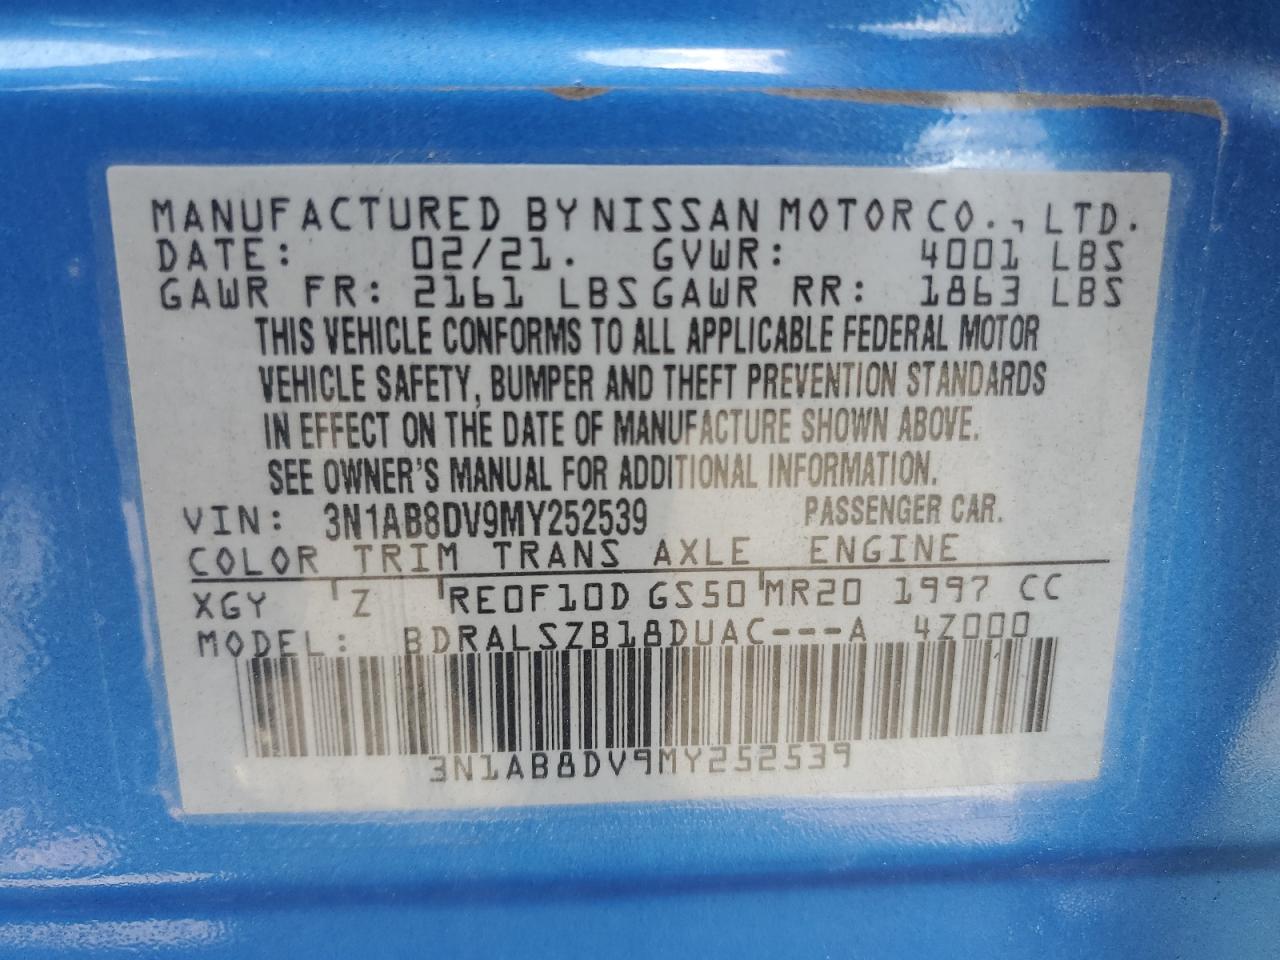 MANUFACTURED BY NISSAN MOTOR CO., LTD.
DATE: 02/21. GVWR: 4001 LBS
GAWR FR: 2161 LBS GAWR RR: 1863 LBS
THIS VEHICLE CONFORMS TO ALL APPLICABLE FEDERAL MOTOR
VEHICLE SAFETY, BUMPER AND THEFT PREVENTION STANDARDS
IN EFFECT ON THE DATE OF MANUFACTURE SHOWN ABOVE.
SEE OWNER'S MANUAL FOR ADDITIONAL INFORMATION.
VIN: 3N1AB8DV9MY252539 PASSENGER CAR.
COLOR TRIM TRANS AXLE ENGINE
XGY Z RE0F10D GS50 MR20 1997 CC
MODEL: BDRALSZB18DUAC---A 4Z000
3N1AB8DV9MY252539